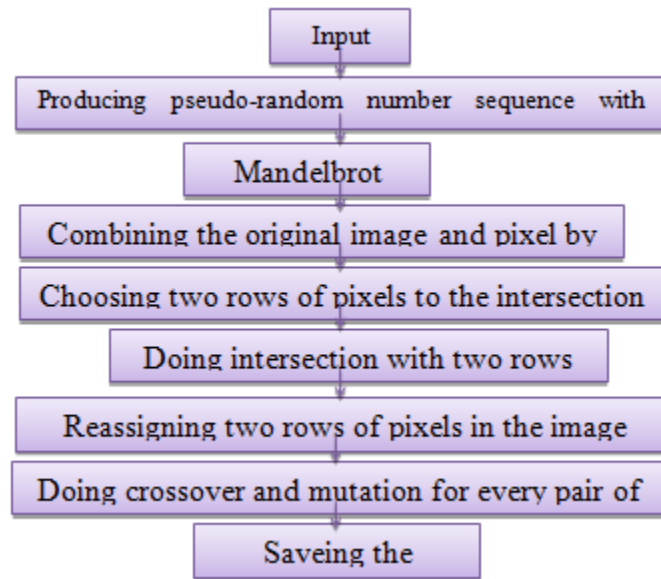 Input
Producing pseudo-random number sequence with
Mandelbrot
Combining the original image and pixel by
Choosing two rows of pixels to the intersection
Doing intersection with two rows
Reassigning two rows of pixels in the image
Doing crossover and mutation for every pair of
Saveing the